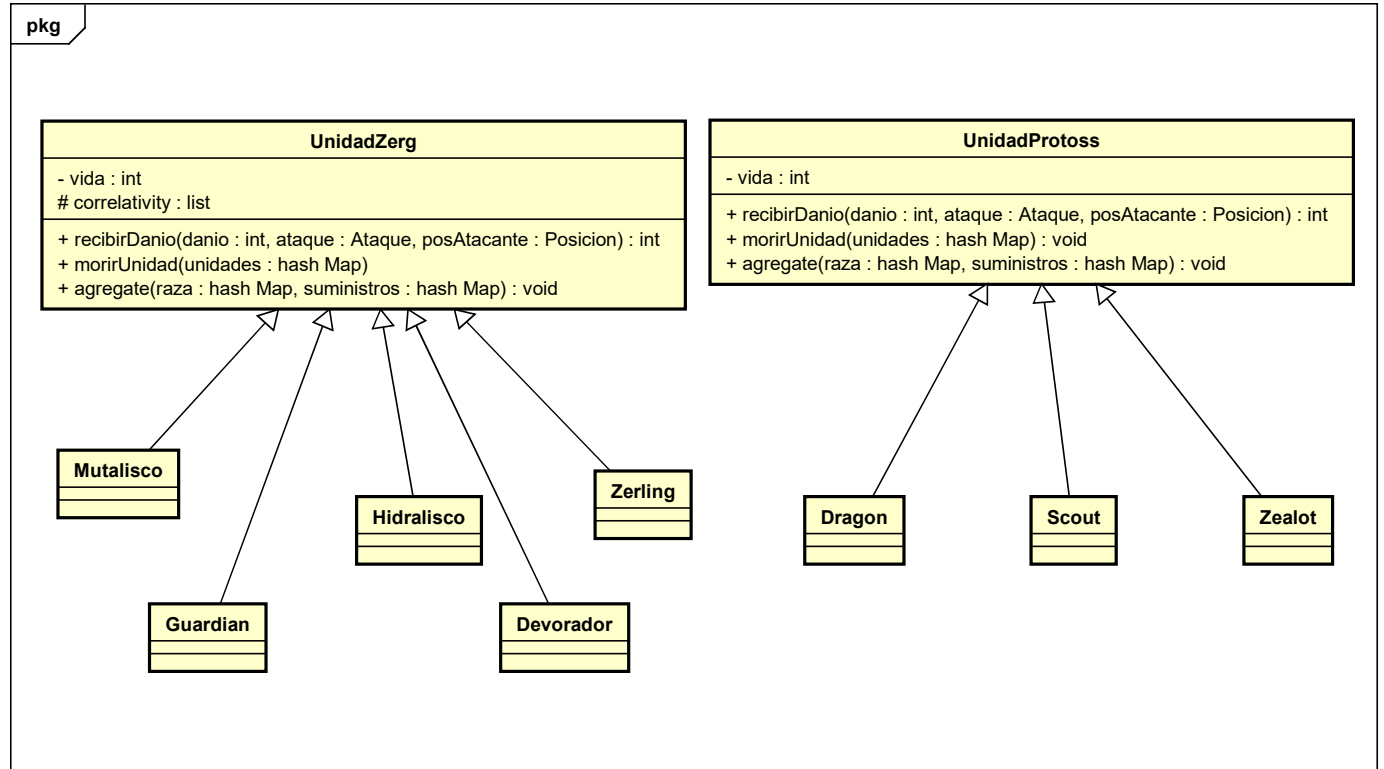 pkg
UnidadZerg
- vida : int
# correlativity : list
+ recibirDanio(danio : int, ataque : Ataque, posAtacante : Posicion) : int
+ morirUnidad(unidades : hash Map)
+ agregate(raza : hash Map, suministros : hash Map) : void
UnidadProtoss
- vida : int
+ recibirDanio(danio : int, ataque : Ataque, posAtacante : Posicion) : int
+ morirUnidad(unidades : hash Map) : void
+ agregate(raza : hash Map, suministros : hash Map) : void
Mutalisco
Zerling
Hidralisco
Dragon
Scout
Zealot
Guardian
Devorador